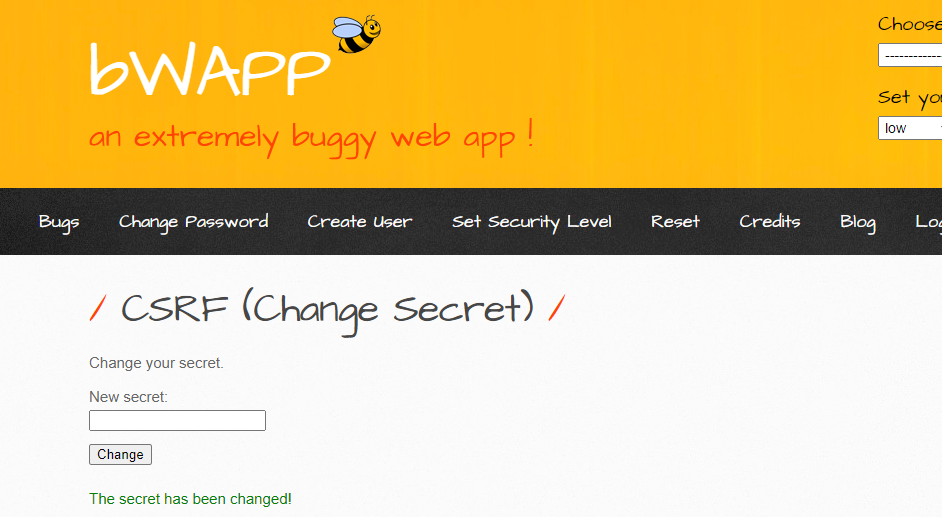 bWAPP
an extremely buggy web app !
Choose
--------------
Set yo
low
Bugs Change Password Create User Set Security Level Reset Credits Blog Log
/ CSRF (Change Secret) /
Change your secret.
New secret:
Change
The secret has been changed!